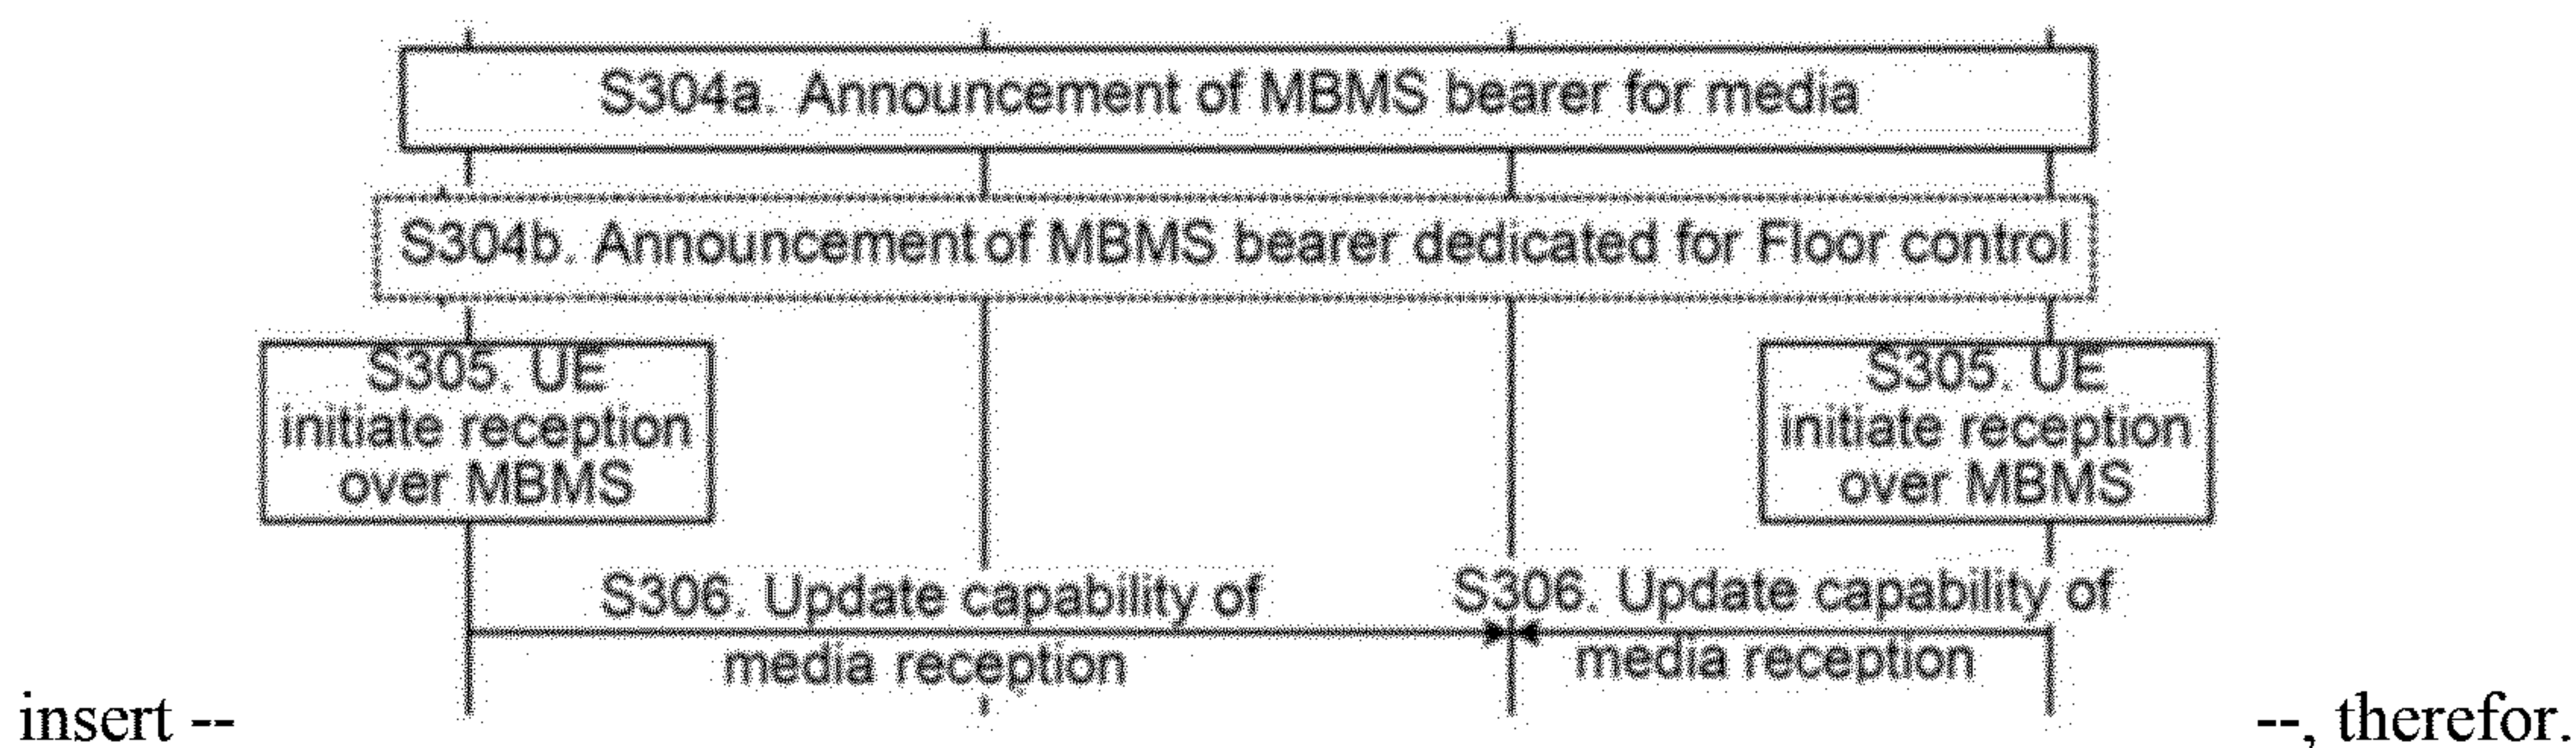 S304a. Announcement of MBMS bearer for media
S304b. Announcement of MBMS bearer dedicated for Floor control
S305. UE
initiate reception
over MBMS
S305. UE
initiate reception
over MBMS
S306. Update capability of
media reception
S306. Update capability of
media reception
insert --
--, therefor.